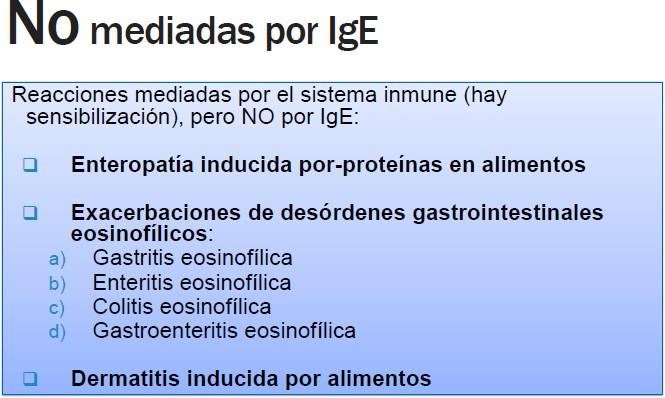 No mediadas por IgE
Reacciones mediadas por el sistema inmune (hay
sensibilización), pero NO por IgE:
❑ Enteropatía inducida por-proteínas en alimentos
❑ Exacerbaciones de desórdenes gastrointestinales
eosinofílicos:
a) Gastritis eosinofílica
b) Enteritis eosinofílica
c) Colitis eosinofílica
d) Gastroenteritis eosinofílica
❑ Dermatitis inducida por alimentos